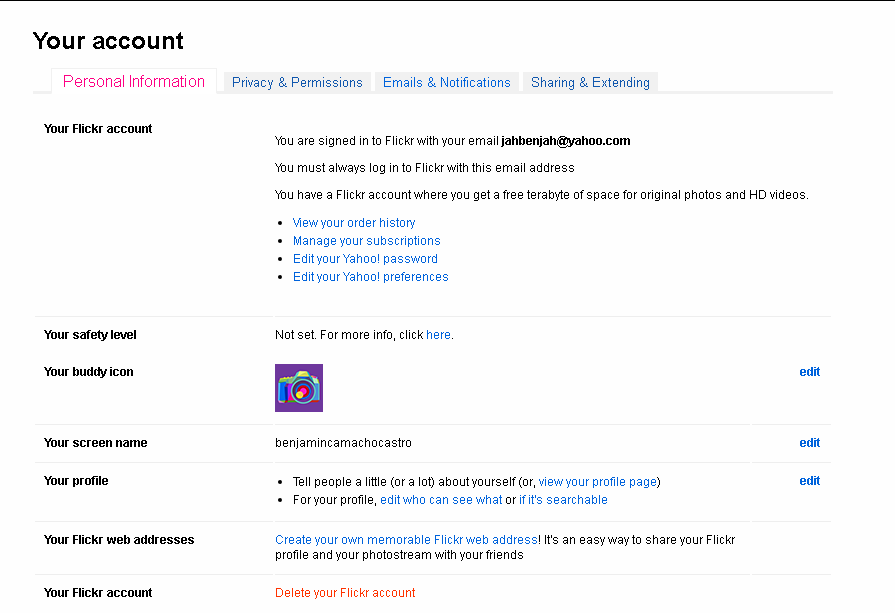 Your account
Personal Information
Privacy & Permissions
Emails & Notifications
Sharing & Extending
Your Flickr account
You are signed in to Flickr with your email jahbenjah@yahoo.com
You must always log in to Flickr with this email address
You have a Flickr account where you get a free terabyte of space for original photos and HD videos.
• View your order history
• Manage your subscriptions
• Edit your Yahoo! password
• Edit your Yahoo! preferences
Your safety level
Not set. For more info, click here.
Your buddy icon
edit
Your screen name
benjamincamachocastro
edit
Your profile
• Tell people a little (or a lot) about yourself (or, view your profile page)
edit
• For your profile, edit who can see what or if it's searchable
Your Flickr web addresses
Create your own memorable Flickr web address! It's an easy way to share your Flickr
profile and your photostream with your friends
Your Flickr account
Delete your Flickr account